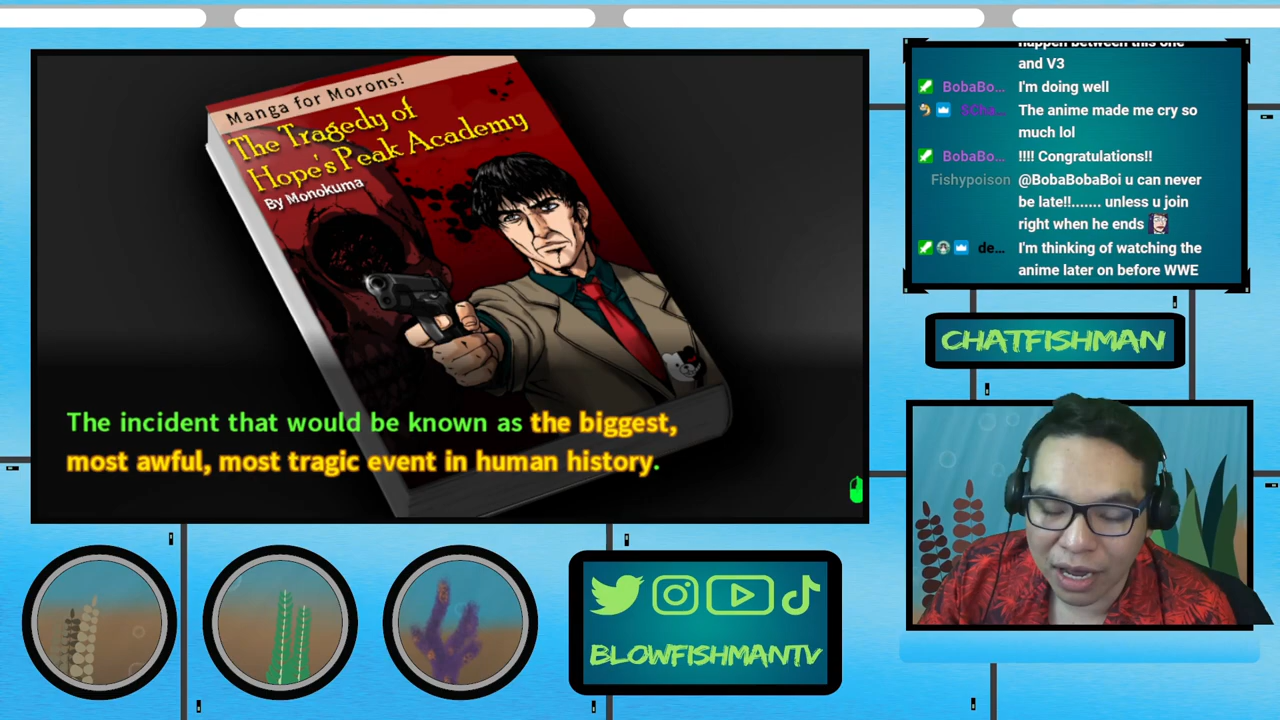 Manga for Morons!
The Tragedy of
Hope's Peak Academy
By Monokuma
The incident that would be known as the biggest,
most awful, most tragic event in human history.
happen between this one
and V3
BobaBo... I'm doing well
The anime made me cry so
much lol
BobaBo... !!!! Congratulations!!
Fishypoison @BobaBobaBoi u can never
be late!!....... unless u join
right when he ends
de... I'm thinking of watching the
anime later on before WWE
CHATFISHMAN
BLOWFISHMANTV